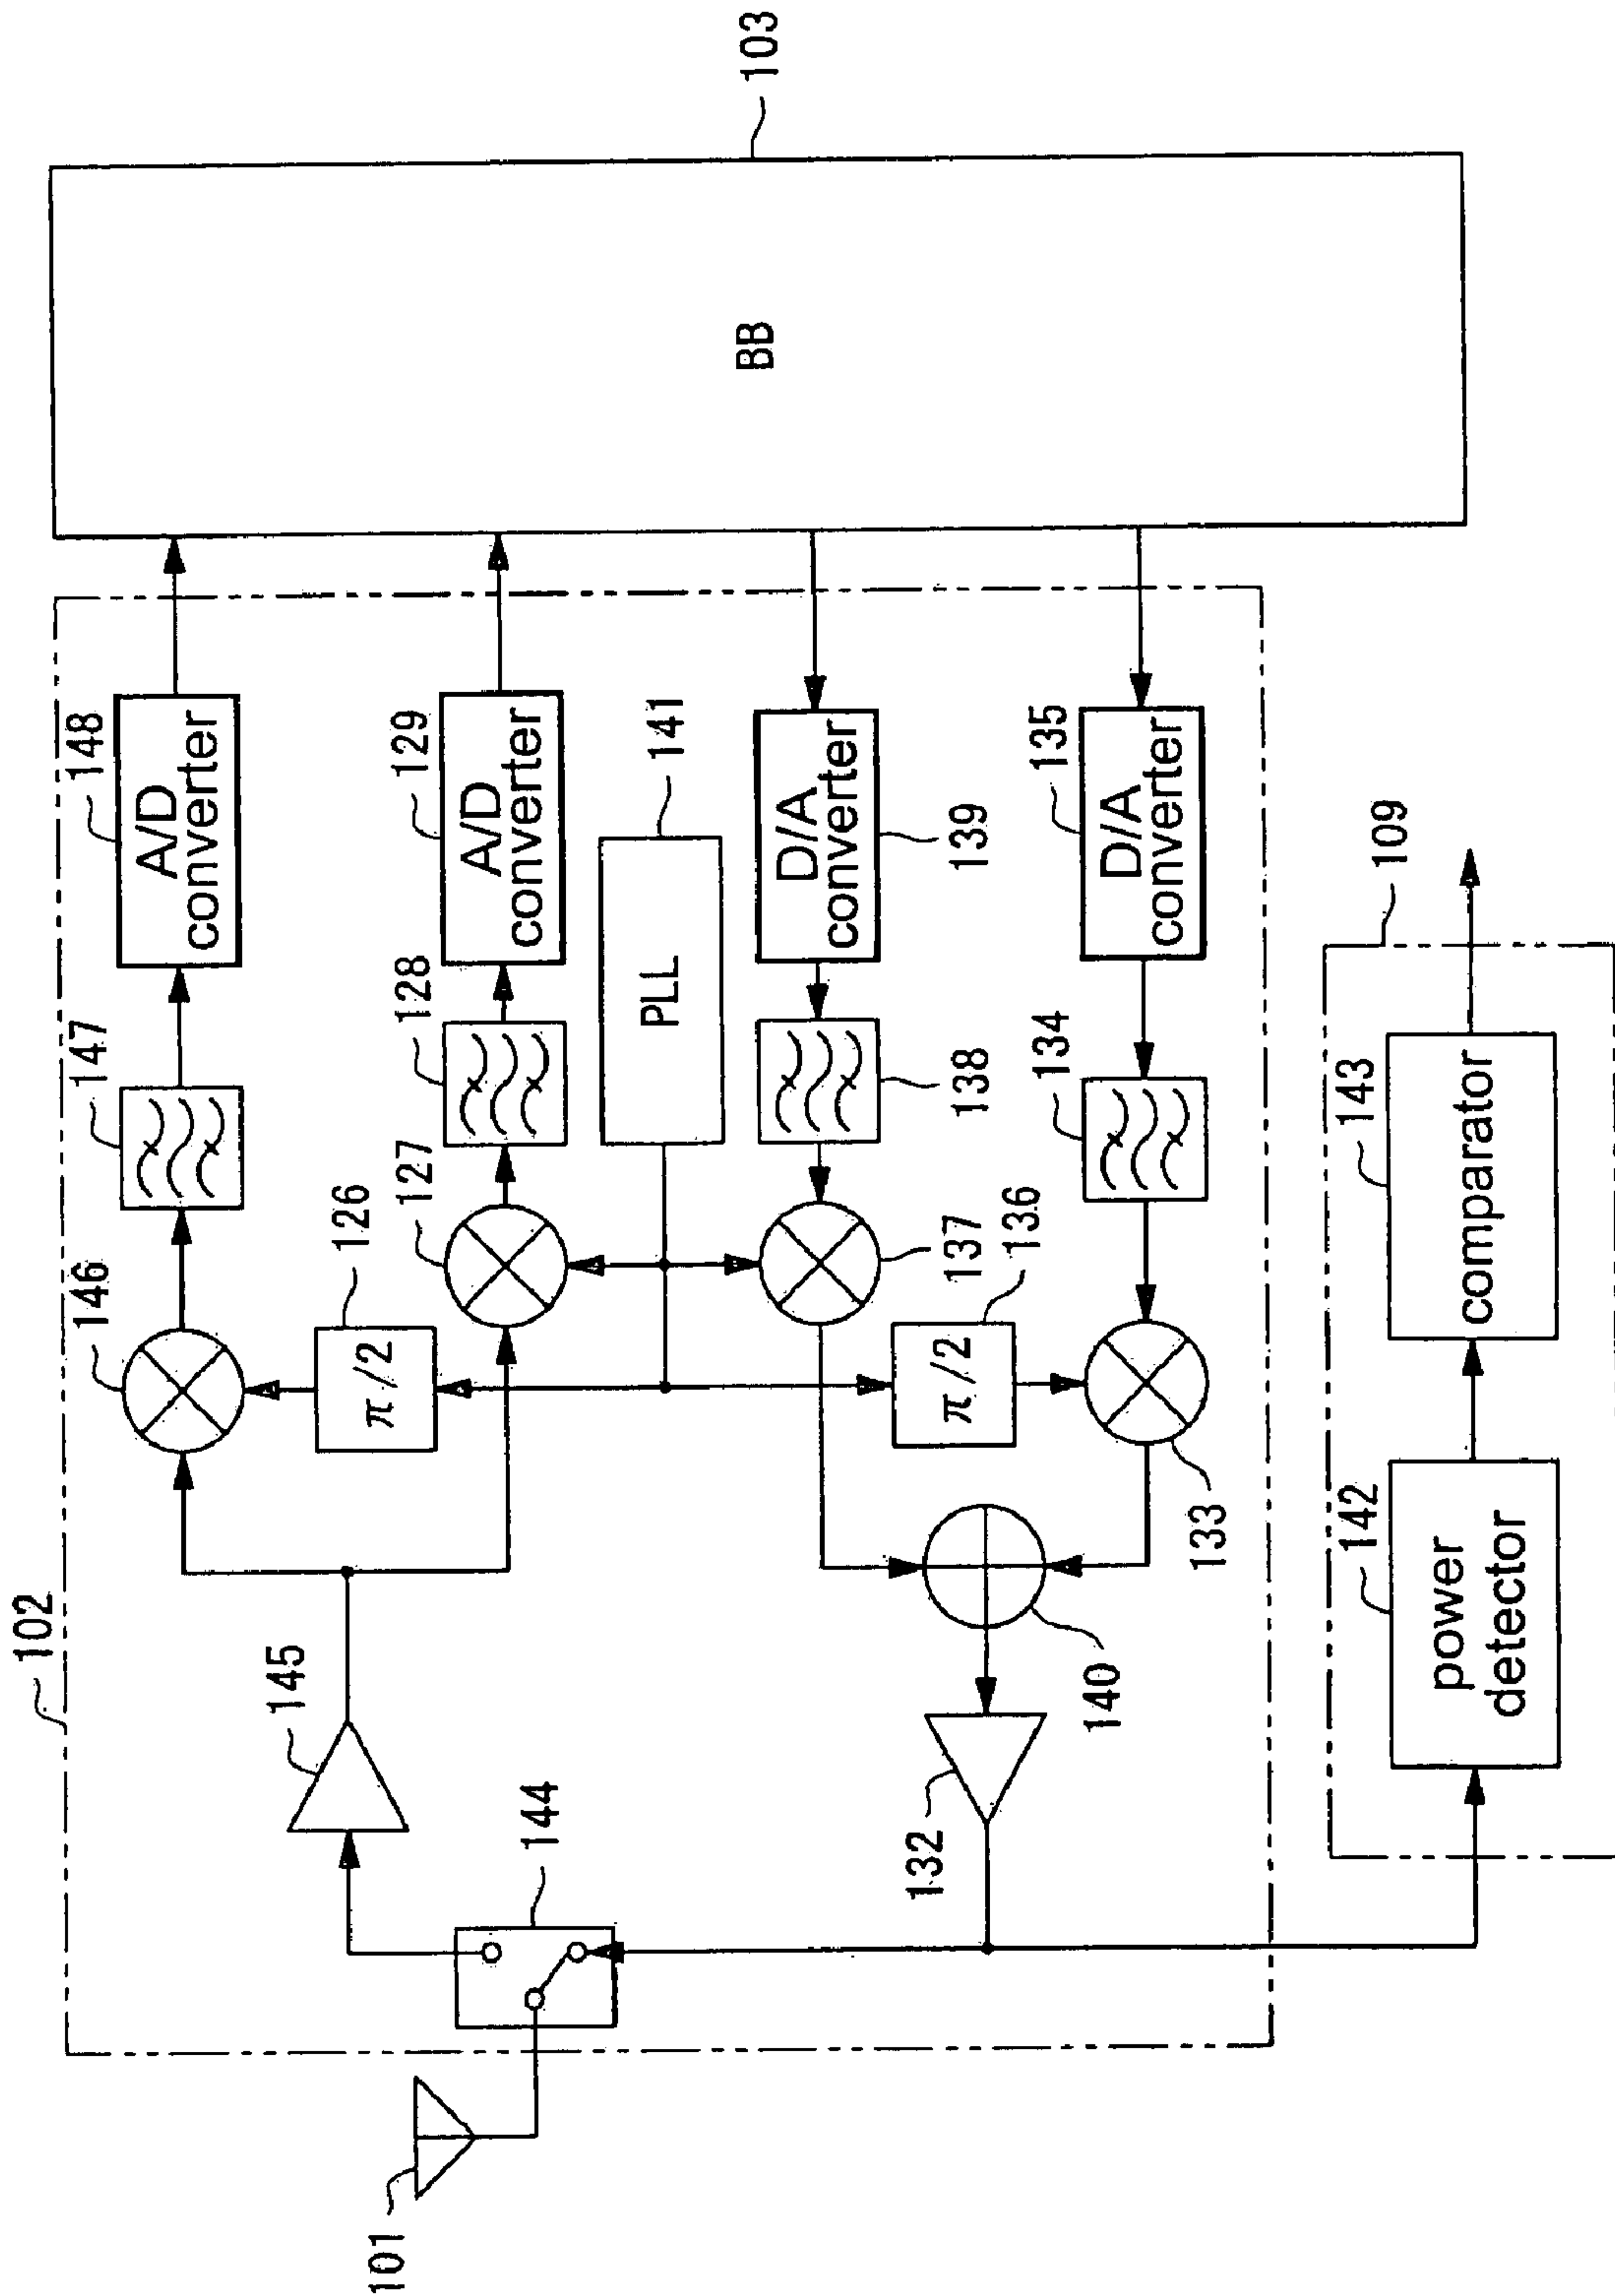 102
101
144
145
146
147
148
A/D
converter
126
π/2
127
128
129
A/D
converter
PLL
141
BB
103
D/A
converter
139
138
137
136
π/2
D/A
converter
135
134
133
140
132
109
142
power
detector
143
comparator